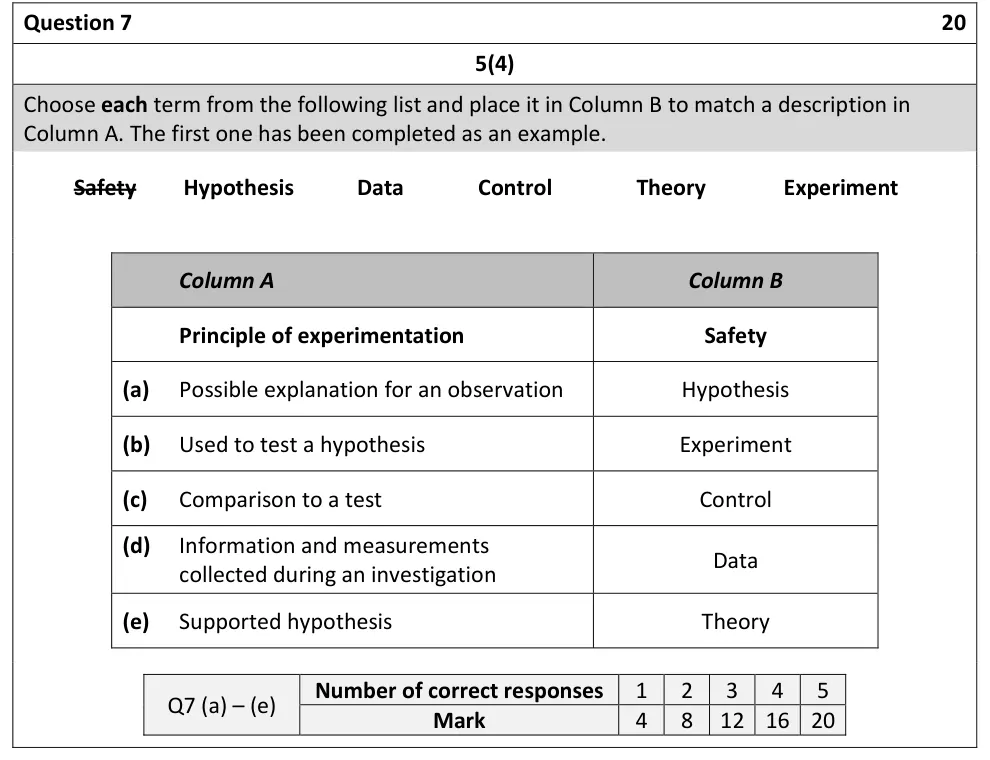 Question 7 20
5(4)
Choose each term from the following list and place it in Column B to match a description in
Column A. The first one has been completed as an example.
Safety Hypothesis Data Control Theory Experiment
Column A Column B
Principle of experimentation Safety
(a) Possible explanation for an observation Hypothesis
(b) Used to test a hypothesis Experiment
(c) Comparison to a test Control
(d) Information and measurements
collected during an investigation Data
(e) Supported hypothesis Theory
Q7 (a) – (e) Number of correct responses 1 2 3 4 5
Mark 4 8 12 16 20